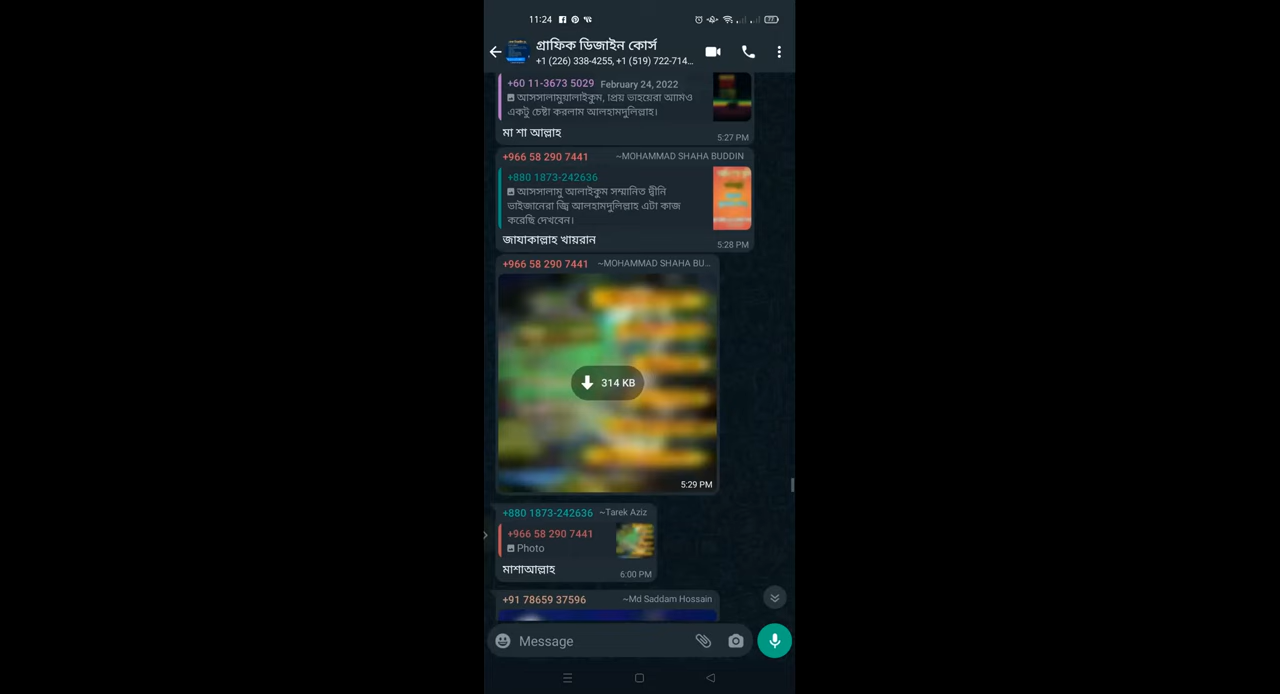 11:24
77
গ্রাফিক ডিজাইন কোর্স
+1 (226) 338-4255, +1 (519) 722-714...
+60 11-3673 5029 February 24, 2022
আসসালামুয়ালাইকুম, প্রিয় ভাইয়েরা আমিও
একটু চেষ্টা করলাম আলহামদুলিল্লাহ।
মা শা আল্লাহ
5:27 PM
+966 58 290 7441 ~MOHAMMAD SHAHA BUDDIN
+880 1873-242636
আসসালামু আলাইকুম সম্মানিত দ্বীনি
ভাইজানেরা জ্বি আলহামদুলিল্লাহ এটা কাজ
করেছি দেখবেন।
জাযাকাল্লাহ খায়রান
5:28 PM
+966 58 290 7441 ~MOHAMMAD SHAHA BU...
314 KB
5:29 PM
+880 1873-242636 ~Tarek Aziz
+966 58 290 7441
Photo
মাশাআল্লাহ
6:00 PM
+91 78659 37596 ~Md Saddam Hossain
Message